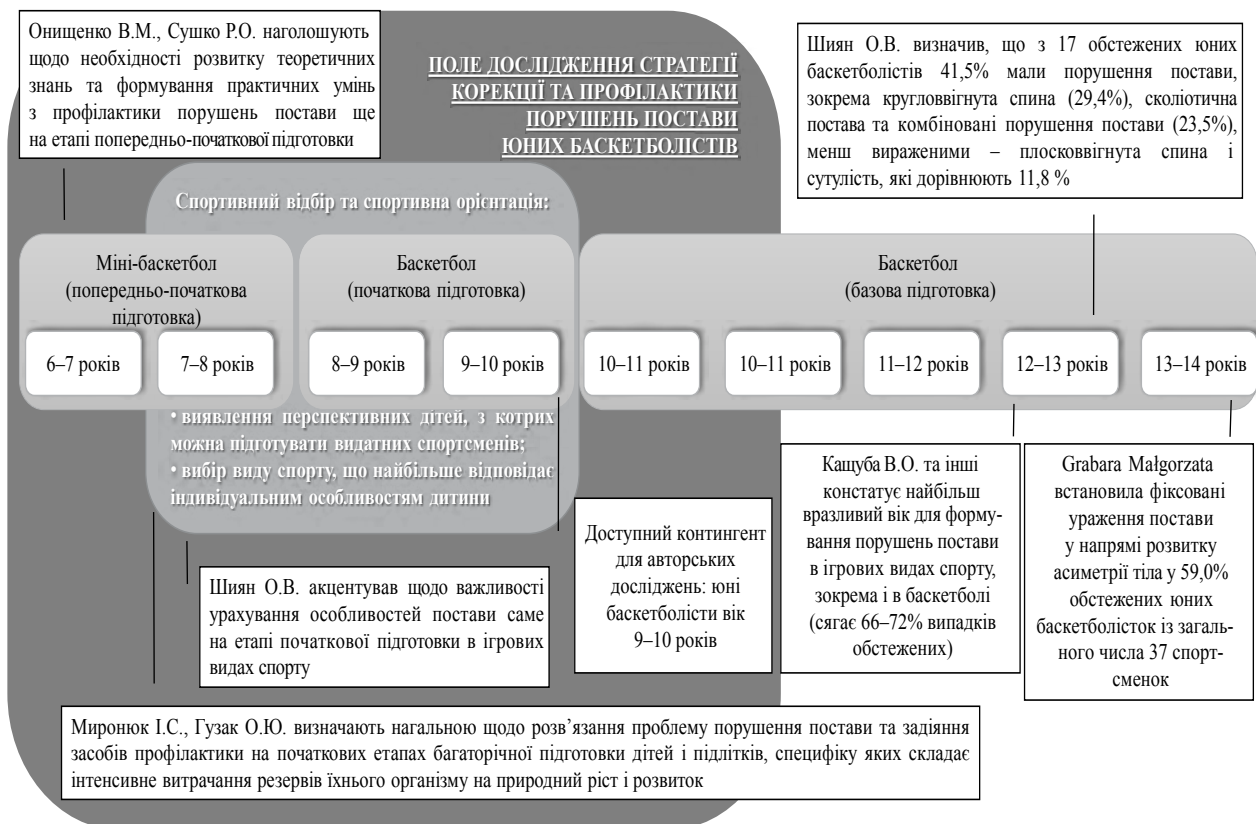 Онищенко В.М., Сушко Р.О. наголошують
щодо необхідності розвитку теоретичних
знань та формування практичних умінь
з профілактики порушень постави ще
на етапі попередньо-початкової підготовки
ПОЛЕ ДОСЛІДЖЕННЯ СТРАТЕГІЇ
КОРЕКЦІЇ ТА ПРОФІЛАКТИКИ
ПОРУШЕНЬ ПОСТАВИ
ЮНИХ БАСКЕТБОЛІСТІВ
Шиян О.В. визначив, що з 17 обстежених юних
баскетболістів 41,5% мали порушення постави,
зокрема кругловвігнута спина (29,4%), сколіотична
постава та комбіновані порушення постави (23,5%),
менш вираженими – плосковвігнута спина і
сутулість, які дорівнюють 11,8 %
Спортивний відбір та спортивна орієнтація:
Міні-баскетбол
(попередньо-початкова
підготовка)
Баскетбол
(початкова підготовка)
Баскетбол
(базова підготовка)
6–7 років
7–8 років
8–9 років
9–10 років
10–11 років
10–11 років
11–12 років
12–13 років
13–14 років
• виявлення перспективних дітей, з котрих
можна підготувати видатних спортсменів;
• вибір виду спорту, що найбільше відповідає
індивідуальним особливостям дитини
Шиян О.В. акцентував щодо важливості
урахування особливостей постави саме
на етапі початкової підготовки в ігрових
видах спорту
Доступний контингент
для авторських
досліджень: юні
баскетболісти вік
9–10 років
Кащуба В.О. та інші
констатує найбільш
вразливий вік для форму-
вання порушень постави
в ігрових видах спорту,
зокрема і в баскетболі
(сягає 66–72% випадків
обстежених)
Grabara Małgorzata
встановила фіксовані
ураження постави
у напрямі розвитку
асиметрії тіла у 59,0%
обстежених юних
баскетболісток із загаль-
ного числа 37 спорт-
сменок
Миронюк І.С., Гузак О.Ю. визначають нагальною щодо розв’язання проблему порушення постави та задіяння
засобів профілактики на початкових етапах багаторічної підготовки дітей і підлітків, специфіку яких складає
інтенсивне витрачання резервів їхнього організму на природний ріст і розвиток